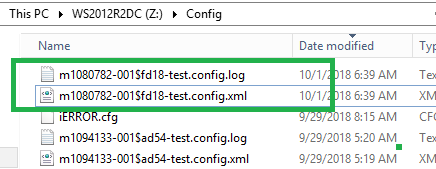 This PC > WS2012R2DC (Z:) > Config
Name Date modified
m1080782-001$fd18-test.config.log 10/1/2018 6:39 AM Tex
m1080782-001$fd18-test.config.xml 10/1/2018 6:39 AM XM
iERROR.cfg 9/29/2018 8:15 AM CFG
m1094133-001$ad54-test.config.log 9/29/2018 5:20 AM Tex
m1094133-001$ad54-test.config.xml 9/29/2018 5:19 AM XM